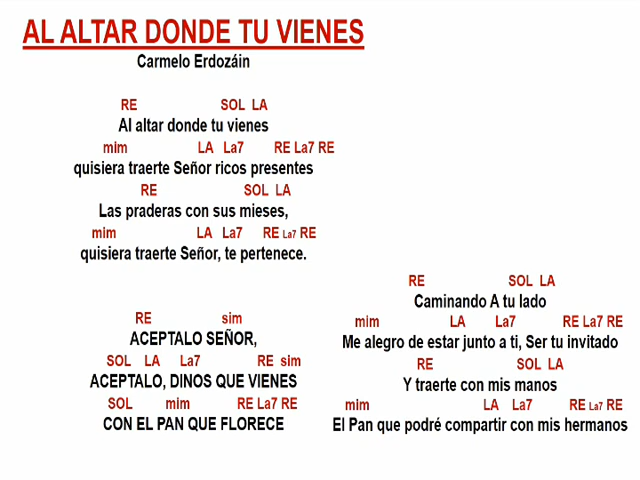 AL ALTAR DONDE TU VIENES
Carmelo Erdozáin
RE SOL LA
Al altar donde tu vienes
mim LA La7 RE La7 RE
quisiera traerte Señor ricos presentes
RE SOL LA
Las praderas con sus mieses,
mim LA La7 RE La7 RE
quisiera traerte Señor, te pertenece.
RE sim
ACEPTALO SEÑOR,
SOL LA La7 RE sim
ACEPTALO, DINOS QUE VIENES
SOL mim RE La7 RE
CON EL PAN QUE FLORECE
RE SOL LA
Caminando A tu lado
mim LA La7 RE La7 RE
Me alegro de estar junto a ti, Ser tu invitado
RE SOL LA
Y traerte con mis manos
mim LA La7 RE La7 RE
El Pan que podré compartir con mis hermanos